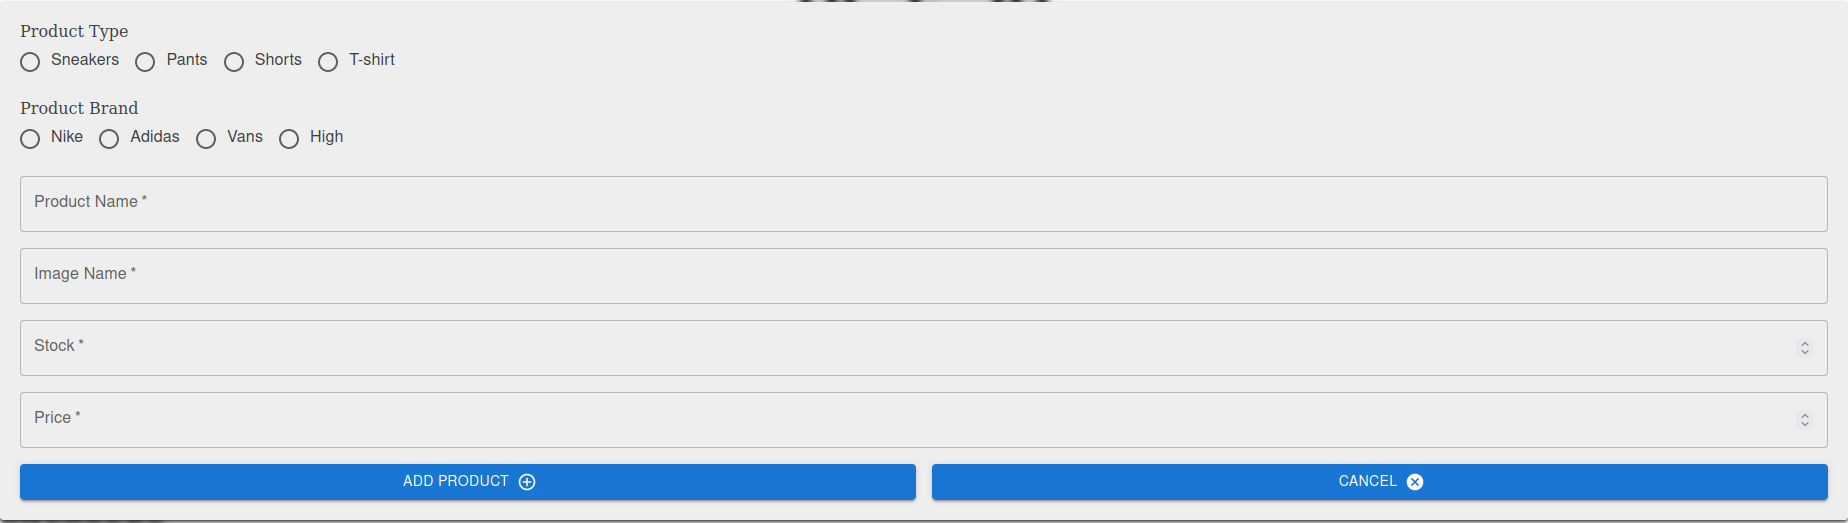 Product Type
Sneakers Pants Shorts T-shirt
Product Brand
Nike Adidas Vans High
Product Name *
Image Name *
Stock *
Price *
ADD PRODUCT CANCEL